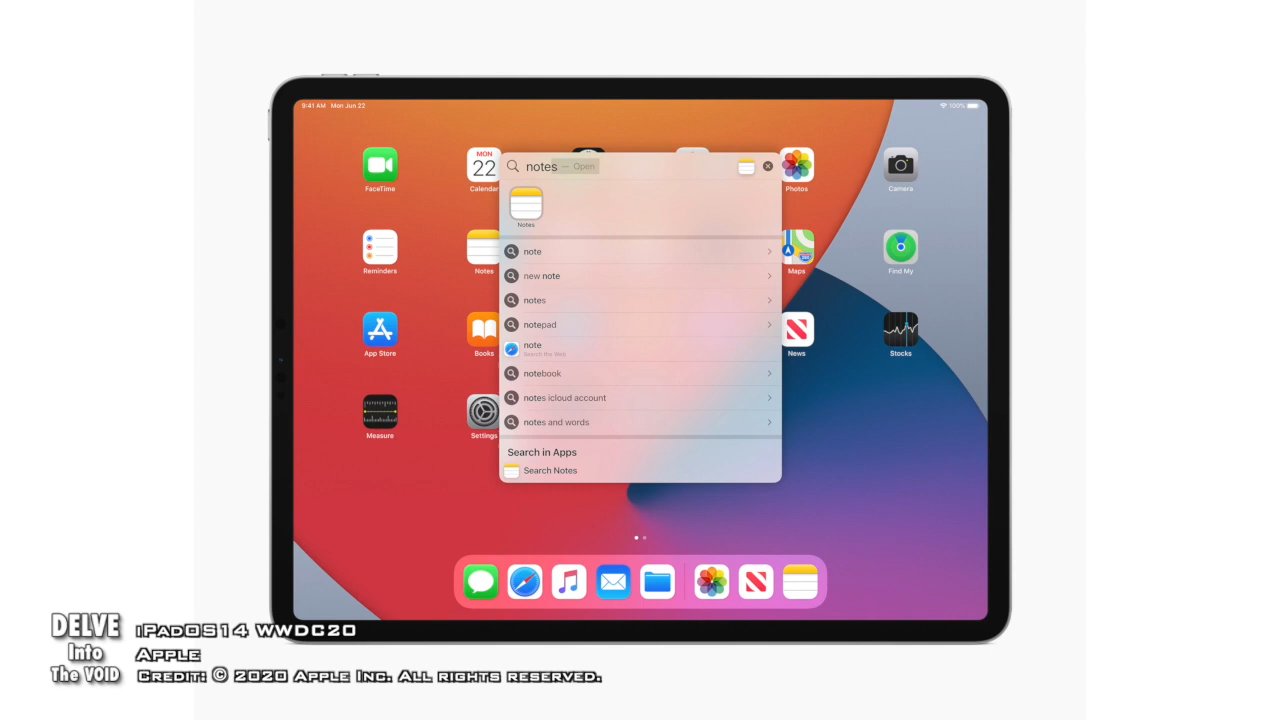 9:41 AM Mon Jun 22
100%
FaceTime
MON
22
Calendar
Photos
Camera
notes — Open
Notes
Reminders
Notes
Maps
280
Find My
note
new note
notes
notepad
note
Search the Web
notebook
notes icloud account
notes and words
App Store
Books
News
Stocks
Measure
Settings
Search in Apps
Search Notes
DELVE
Into
The VOID
iPadOS14 WWDC20
Apple
Credit: © 2020 Apple Inc. All rights reserved.